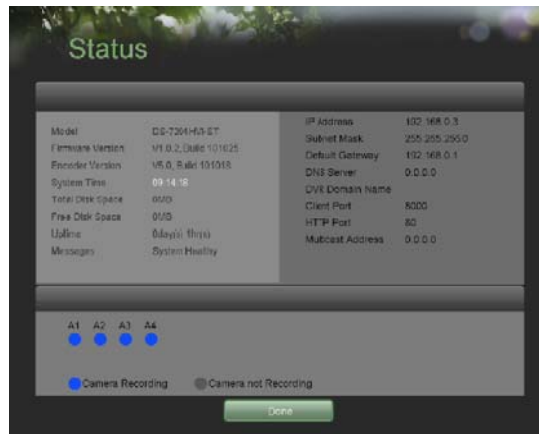 Status
Model DS-7204HVI-ST
Firmware Version V1.0.2, Build 101025
Encoder Version V5.0, Build 101018
System Time 09:14:18
Total Disk Space 0MB
Free Disk Space 0MB
Uptime 0day(s) 1hr(s)
Messages System Healthy
IP Address 192.168.0.3
Subnet Mask 255.255.255.0
Default Gateway 192.168.0.1
DNS Server 0.0.0.0
DVR Domain Name
Client Port 8000
HTTP Port 80
Multicast Address 0.0.0.0
A1 A2 A3 A4
Camera Recording Camera not Recording
Done